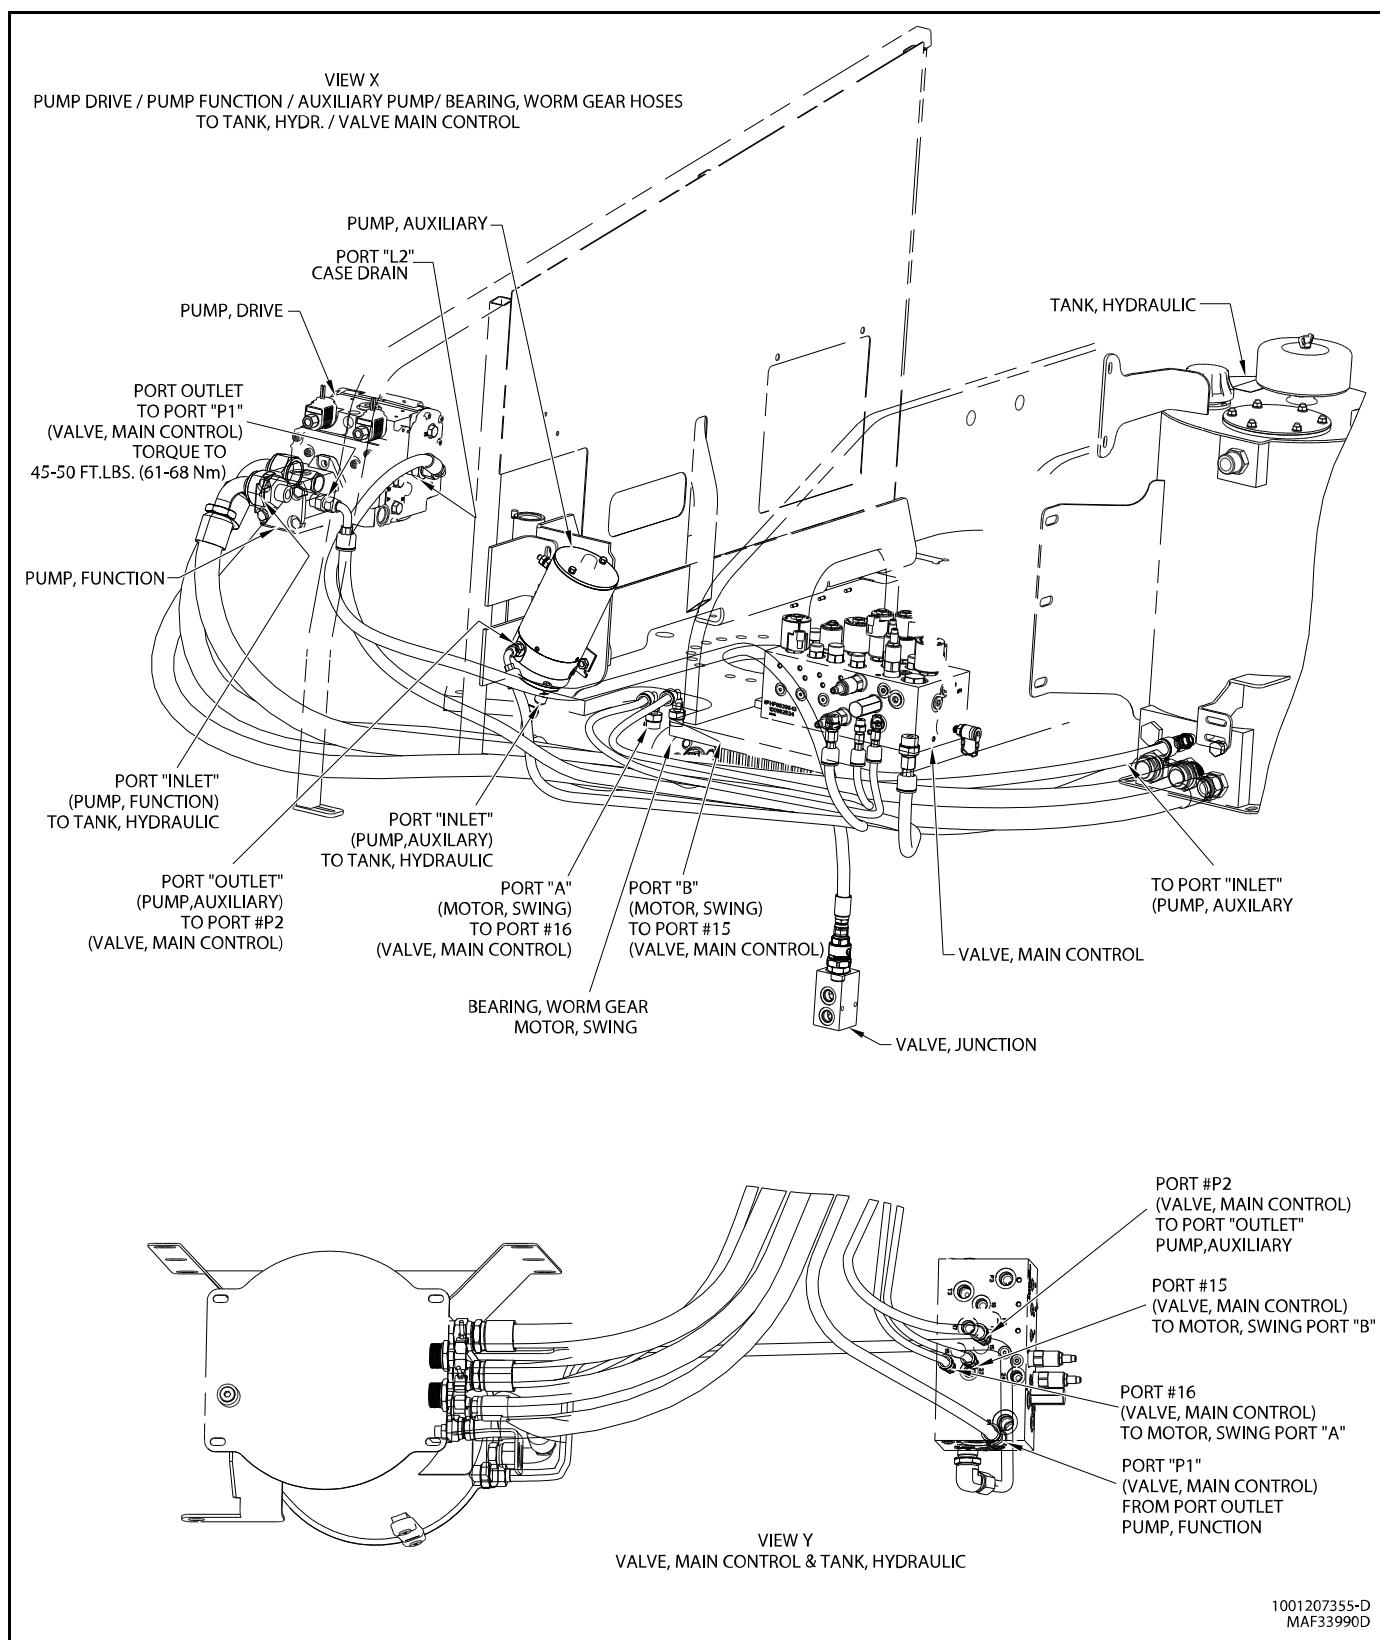 VIEW X
PUMP DRIVE / PUMP FUNCTION / AUXILIARY PUMP/ BEARING, WORM GEAR HOSES
TO TANK, HYDR. / VALVE MAIN CONTROL
PUMP, AUXILIARY
PORT "L2"
CASE DRAIN
PUMP, DRIVE
TANK, HYDRAULIC
PORT OUTLET
TO PORT "P1"
(VALVE, MAIN CONTROL)
TORQUE TO
45-50 FT.LBS. (61-68 Nm)
PUMP, FUNCTION
PORT "INLET"
(PUMP, FUNCTION)
TO TANK, HYDRAULIC
PORT "OUTLET"
(PUMP,AUXILIARY)
TO PORT #P2
(VALVE, MAIN CONTROL)
PORT "INLET"
(PUMP,AUXILARY)
TO TANK, HYDRAULIC
PORT "A"
(MOTOR, SWING)
TO PORT #16
(VALVE, MAIN CONTROL)
PORT "B"
(MOTOR, SWING)
TO PORT #15
(VALVE, MAIN CONTROL)
BEARING, WORM GEAR
MOTOR, SWING
TO PORT "INLET"
(PUMP, AUXILARY
VALVE, MAIN CONTROL
VALVE, JUNCTION
PORT #P2
(VALVE, MAIN CONTROL)
TO PORT "OUTLET"
PUMP,AUXILIARY
PORT #15
(VALVE, MAIN CONTROL)
TO MOTOR, SWING PORT "B"
PORT #16
(VALVE, MAIN CONTROL)
TO MOTOR, SWING PORT "A"
PORT "P1"
(VALVE, MAIN CONTROL)
FROM PORT OUTLET
PUMP, FUNCTION
VIEW Y
VALVE, MAIN CONTROL & TANK, HYDRAULIC
1001207355-D
MAF33990D